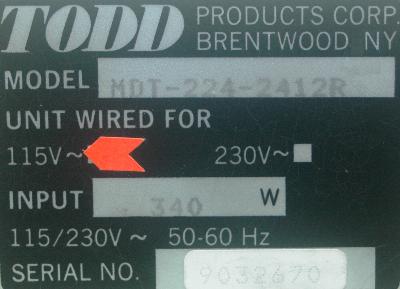 TODD PRODUCTS CORP.
BRENTWOOD NY
MODEL MDT-224-2412R
UNIT WIRED FOR
115V~ 230V~
INPUT 340 W
115/230V~ 50-60 Hz
SERIAL NO. 9032670